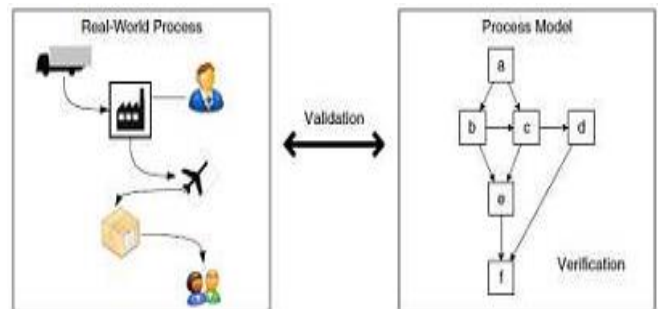 Real-World Process
Validation
Process Model
a
b
c
d
e
f
Verification